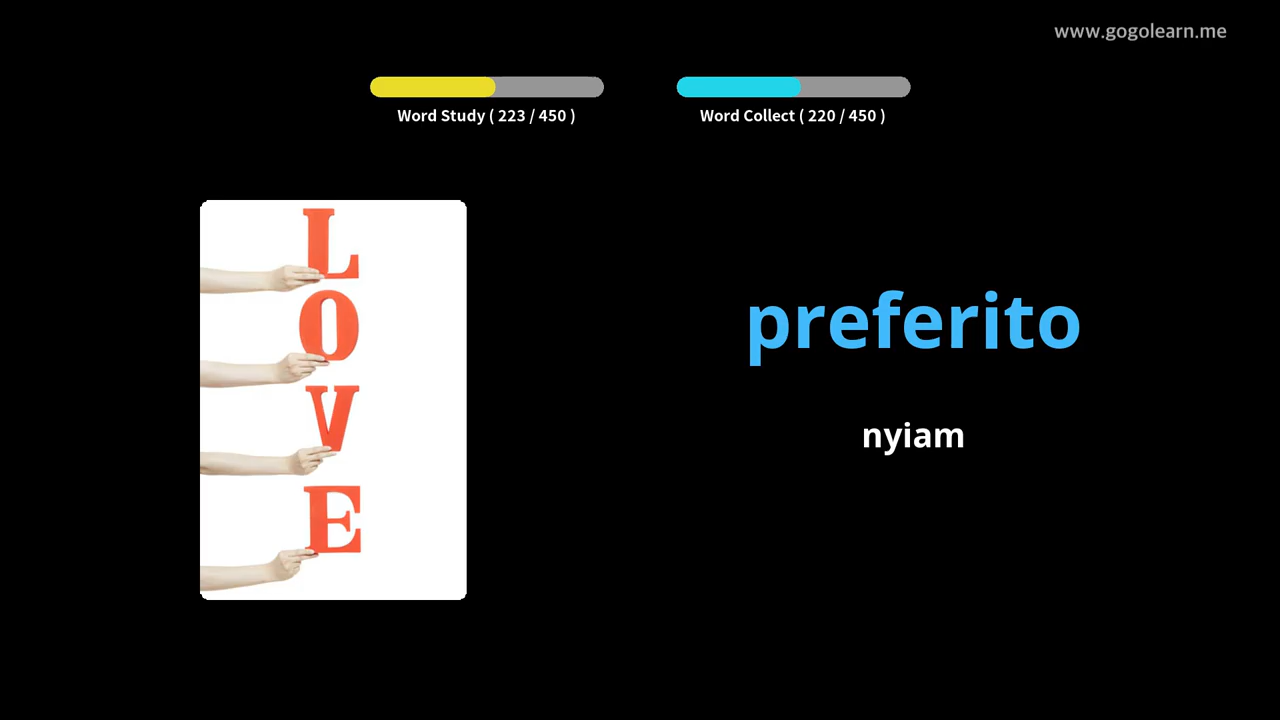 www.gogolearn.me
Word Study ( 223 / 450 )
Word Collect ( 220 / 450 )
L
O
V
E
preferito
nyiam